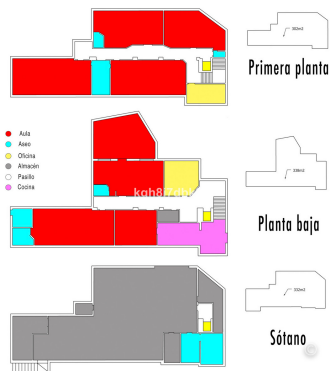 Primera planta
Aula
Aseo
Oficina
Almacén
Pasillo
Cocina
Planta baja
Sótano
©